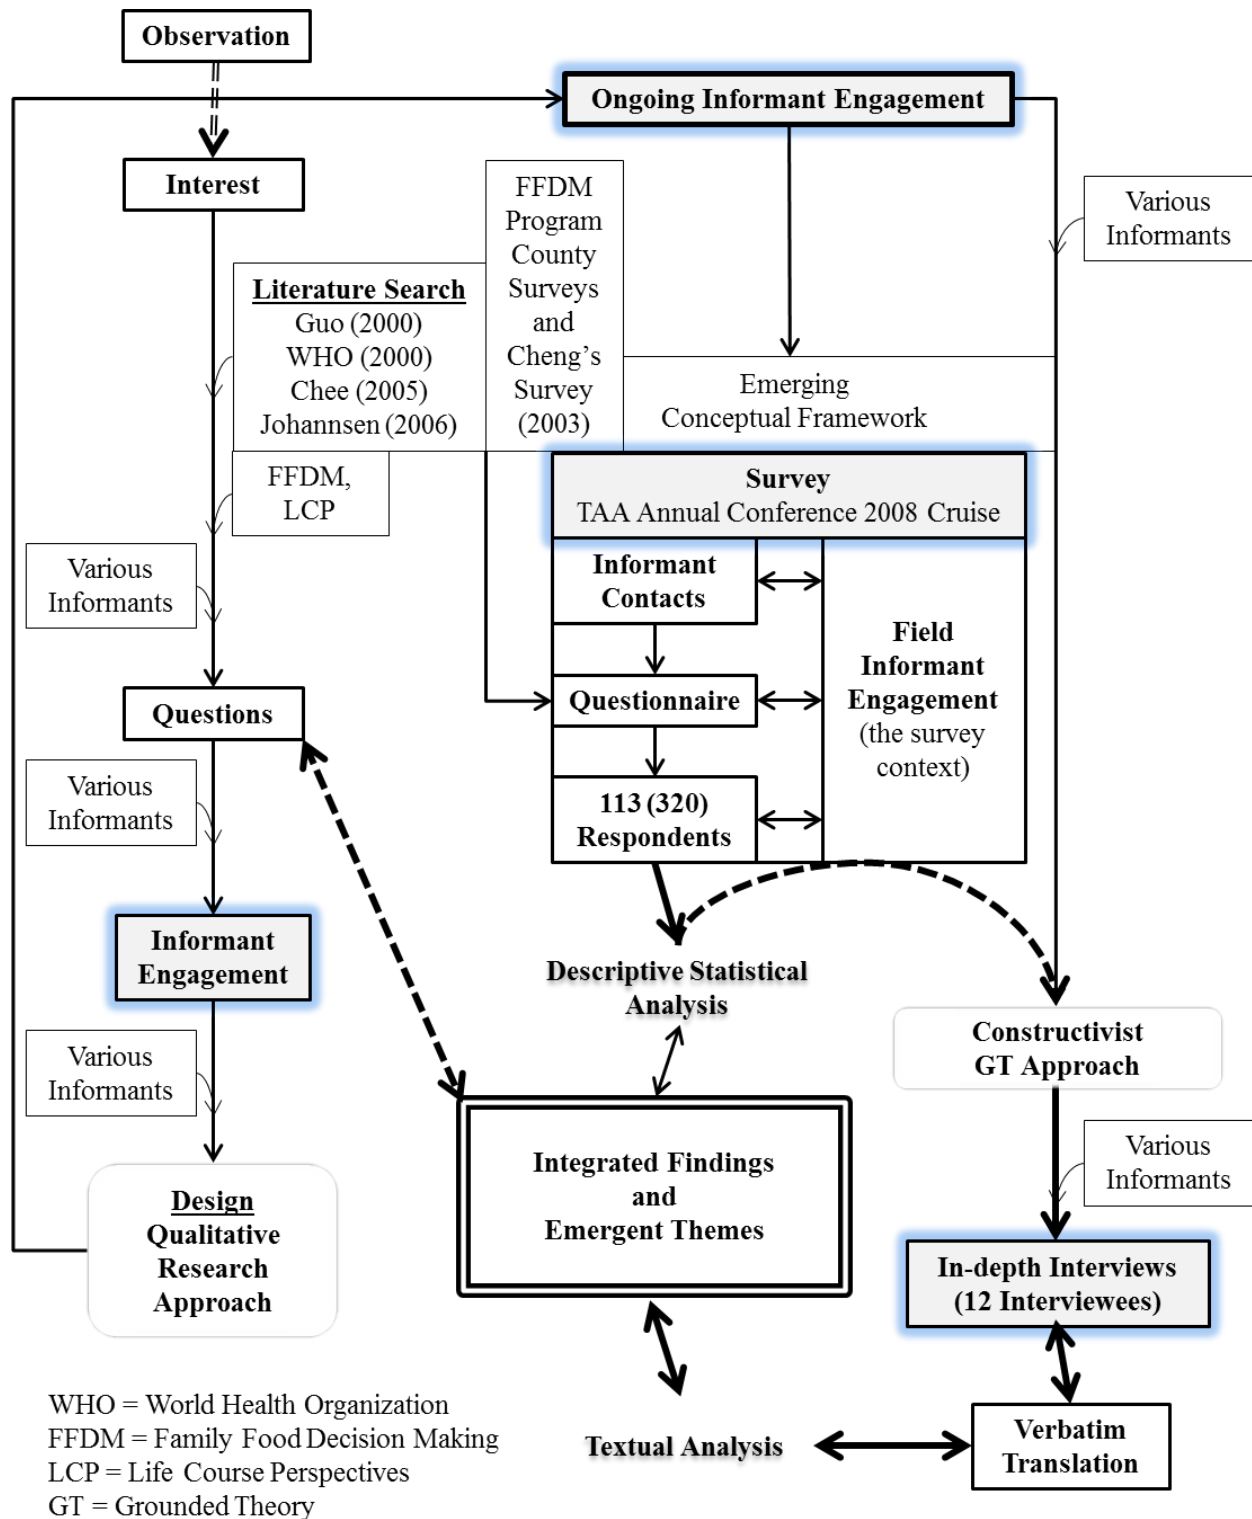 Observation
Ongoing Informant Engagement
Interest
Various
Informants
FFDM
Program
County
Surveys
and
Cheng’s
Survey
(2003)
Literature Search
Guo (2000)
WHO (2000)
Chee (2005)
Johannsen (2006)
Emerging
Conceptual Framework
FFDM,
LCP
Survey
TAA Annual Conference 2008 Cruise
Various
Informants
Informant
Contacts
Field
Informant
Engagement
(the survey
context)
Questions
Questionnaire
Various
Informants
113 (320)
Respondents
Informant
Engagement
Descriptive Statistical
Analysis
Various
Informants
Constructivist
GT Approach
Integrated Findings
and
Emergent Themes
Various
Informants
Design
Qualitative
Research
Approach
In-depth Interviews
(12 Interviewees)
WHO = World Health Organization
FFDM = Family Food Decision Making
LCP = Life Course Perspectives
GT = Grounded Theory
Textual Analysis
Verbatim
Translation